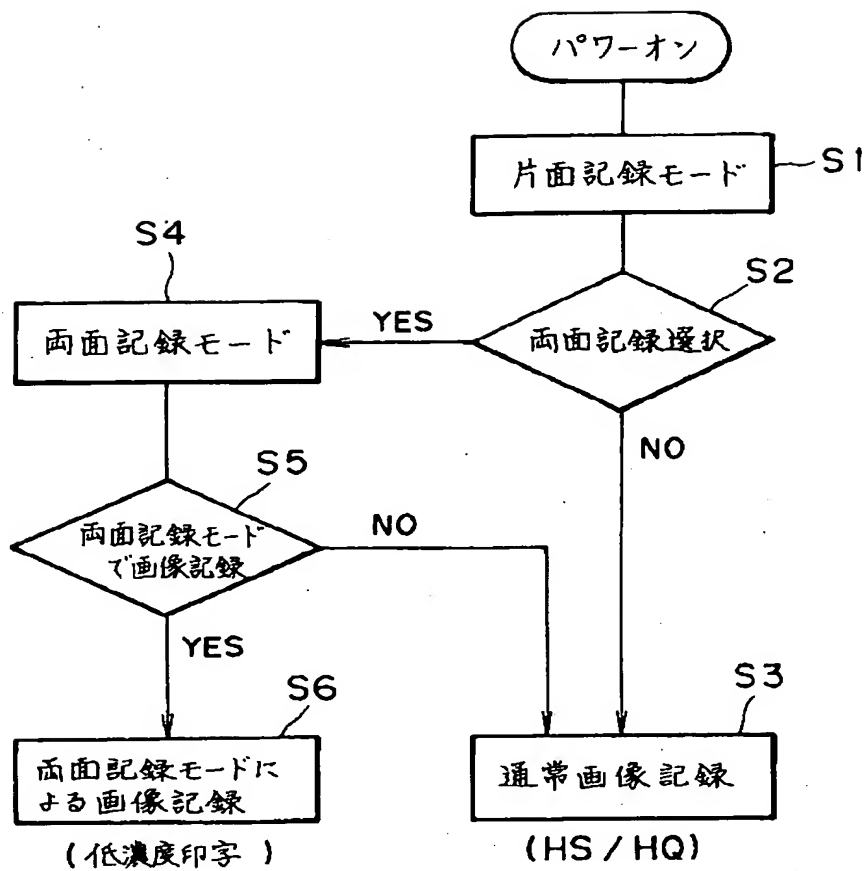 パワーオン
片面記録モード
S1
S4
S2
両面記録モード
YES
両面記録選択
NO
S5
両面記録モード
で画像記録
NO
YES
S6
S3
両面記録モードに
よる画像記録
通常画像記録
(低濃度印字)
(HS/HQ)